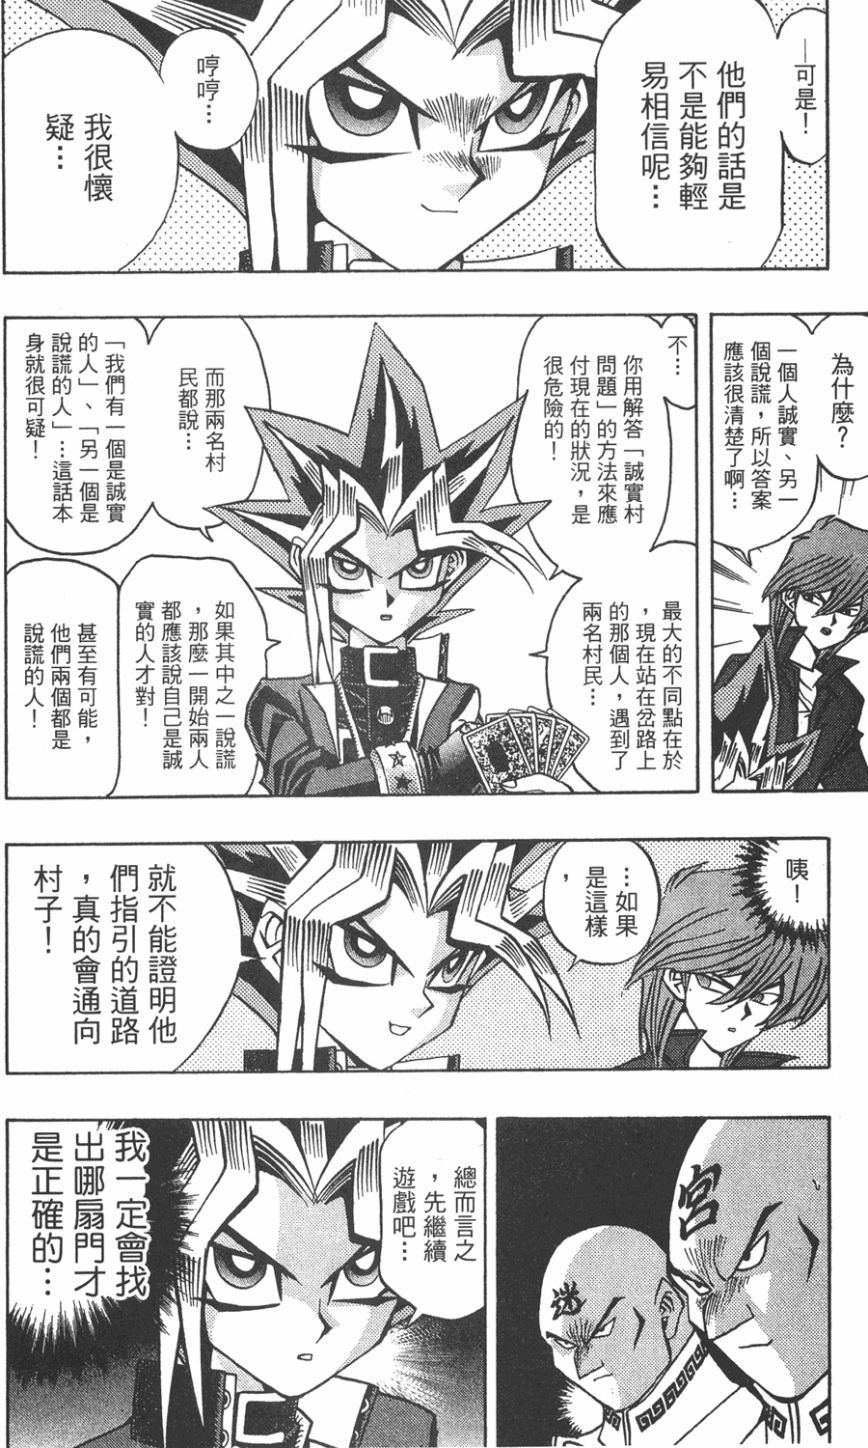 —可是！
他們的話是
不是能夠輕
易相信呢…
哼哼…
我很懷
疑…
為什麼？
一個人誠實、另一
個說謊，所以答案
應該很清楚了啊…
不…
你用解答「誠實村
問題」的方法來應
付現在的狀況，是
很危險的！
最大的不同點在於
，現在站在岔路上
的那個人，遇到了
兩名村民…
而那兩名村
民都說…
「我們有一個是誠實
的人」、「另一個是
說謊的人」…這話本
身就很可疑！
如果其中之一說謊
，那麼一開始兩人
都應該說自己是誠
實的人才對！
甚至有可能，
他們兩個都是
說謊的人！
咦！
…如果
是這樣
，
就不能證明他
們指引的道路
，真的會通向
村子！
宮
迷
總而言之
，先繼續
遊戲吧…
我一定會找
出哪扇門才
是正確的…